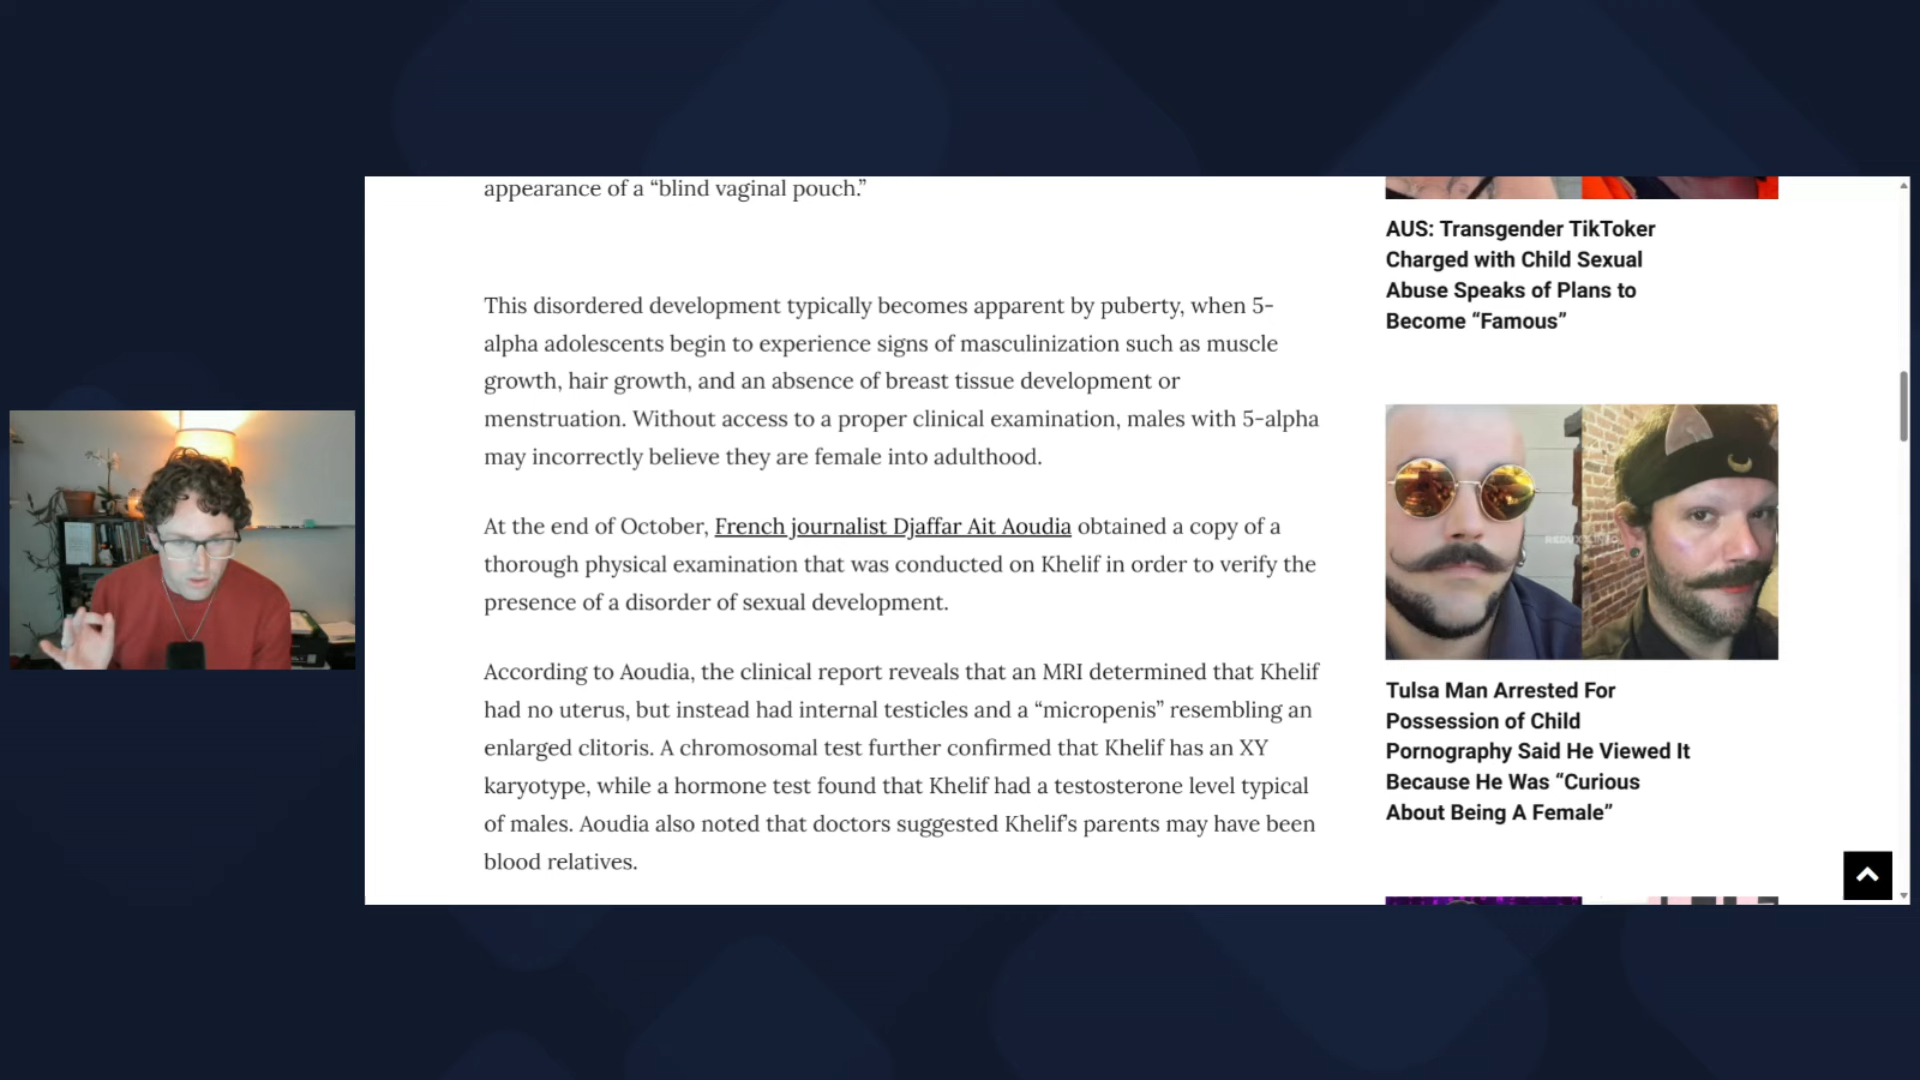 appearance of a “blind vaginal pouch.”
This disordered development typically becomes apparent by puberty, when 5-
alpha adolescents begin to experience signs of masculinization such as muscle
growth, hair growth, and an absence of breast tissue development or
menstruation. Without access to a proper clinical examination, males with 5-alpha
may incorrectly believe they are female into adulthood.
At the end of October, French journalist Djaffar Ait Aoudia obtained a copy of a
thorough physical examination that was conducted on Khelif in order to verify the
presence of a disorder of sexual development.
According to Aoudia, the clinical report reveals that an MRI determined that Khelif
had no uterus, but instead had internal testicles and a “micropenis” resembling an
enlarged clitoris. A chromosomal test further confirmed that Khelif has an XY
karyotype, while a hormone test found that Khelif had a testosterone level typical
of males. Aoudia also noted that doctors suggested Khelif’s parents may have been
blood relatives.
AUS: Transgender TikToker
Charged with Child Sexual
Abuse Speaks of Plans to
Become “Famous”
REDUXX.INFO
Tulsa Man Arrested For
Possession of Child
Pornography Said He Viewed It
Because He Was “Curious
About Being A Female”